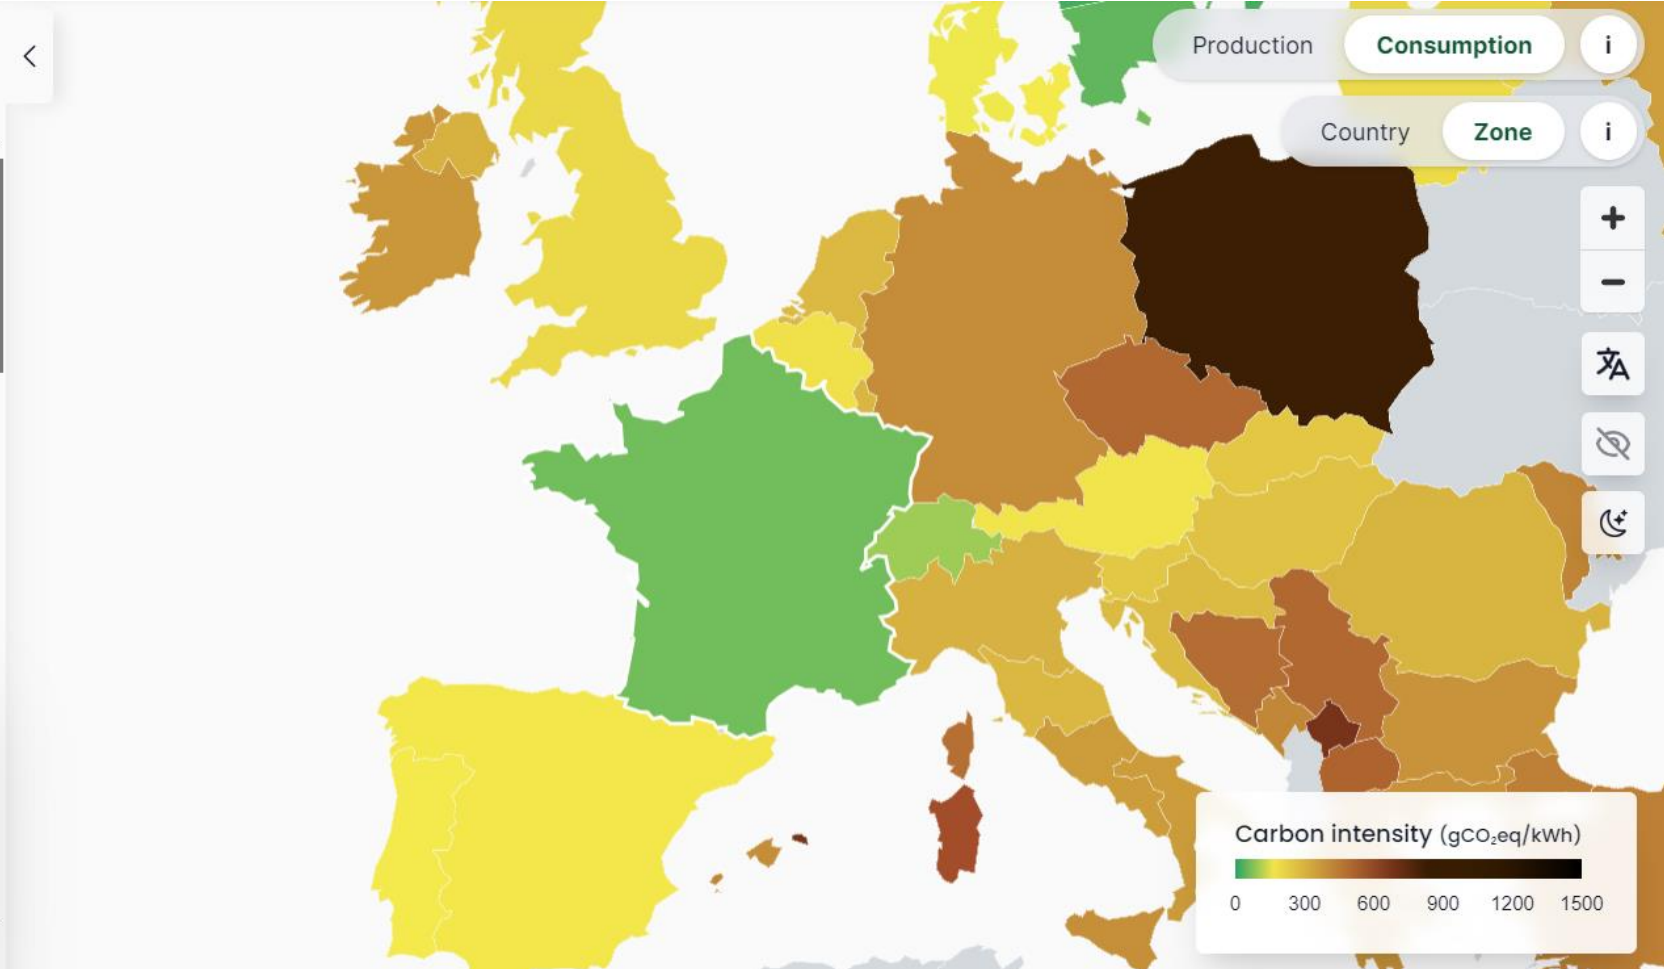 Production Consumption i
Country Zone i
Carbon intensity (gCO₂eq/kWh)
0 300 600 900 1200 1500